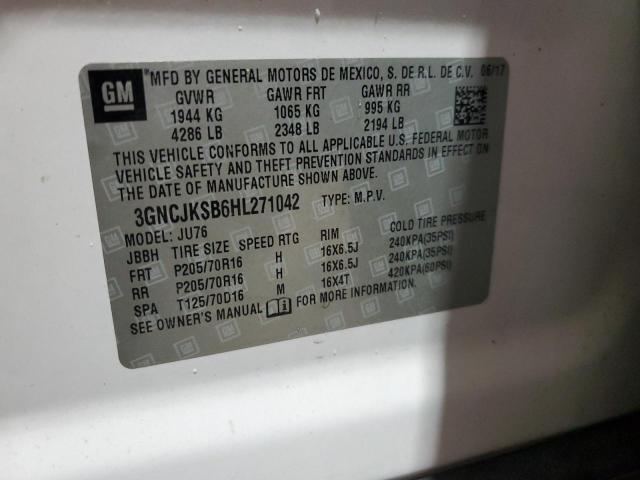 GM
*MFD BY GENERAL MOTORS DE MEXICO, S. DE R.L. DE C.V. 06/17
GVWR GAWR FRT GAWR RR
1944 KG 1065 KG 995 KG
4286 LB 2348 LB 2194 LB
THIS VEHICLE CONFORMS TO ALL APPLICABLE U.S. FEDERAL MOTOR
VEHICLE SAFETY AND THEFT PREVENTION STANDARDS IN EFFECT ON
THE DATE OF MANUFACTURE SHOWN ABOVE.
3GNCJKSB6HL271042 TYPE: M.P.V.
MODEL: JU76
JBBH TIRE SIZE SPEED RTG RIM COLD TIRE PRESSURE
FRT P205/70R16 H 16X6.5J 240KPA(35PSI)
RR P205/70R16 H 16X6.5J 240KPA(35PSI)
SPA T125/70D16 M 16X4T 420KPA(60PSI)
SEE OWNER'S MANUAL i FOR MORE INFORMATION.